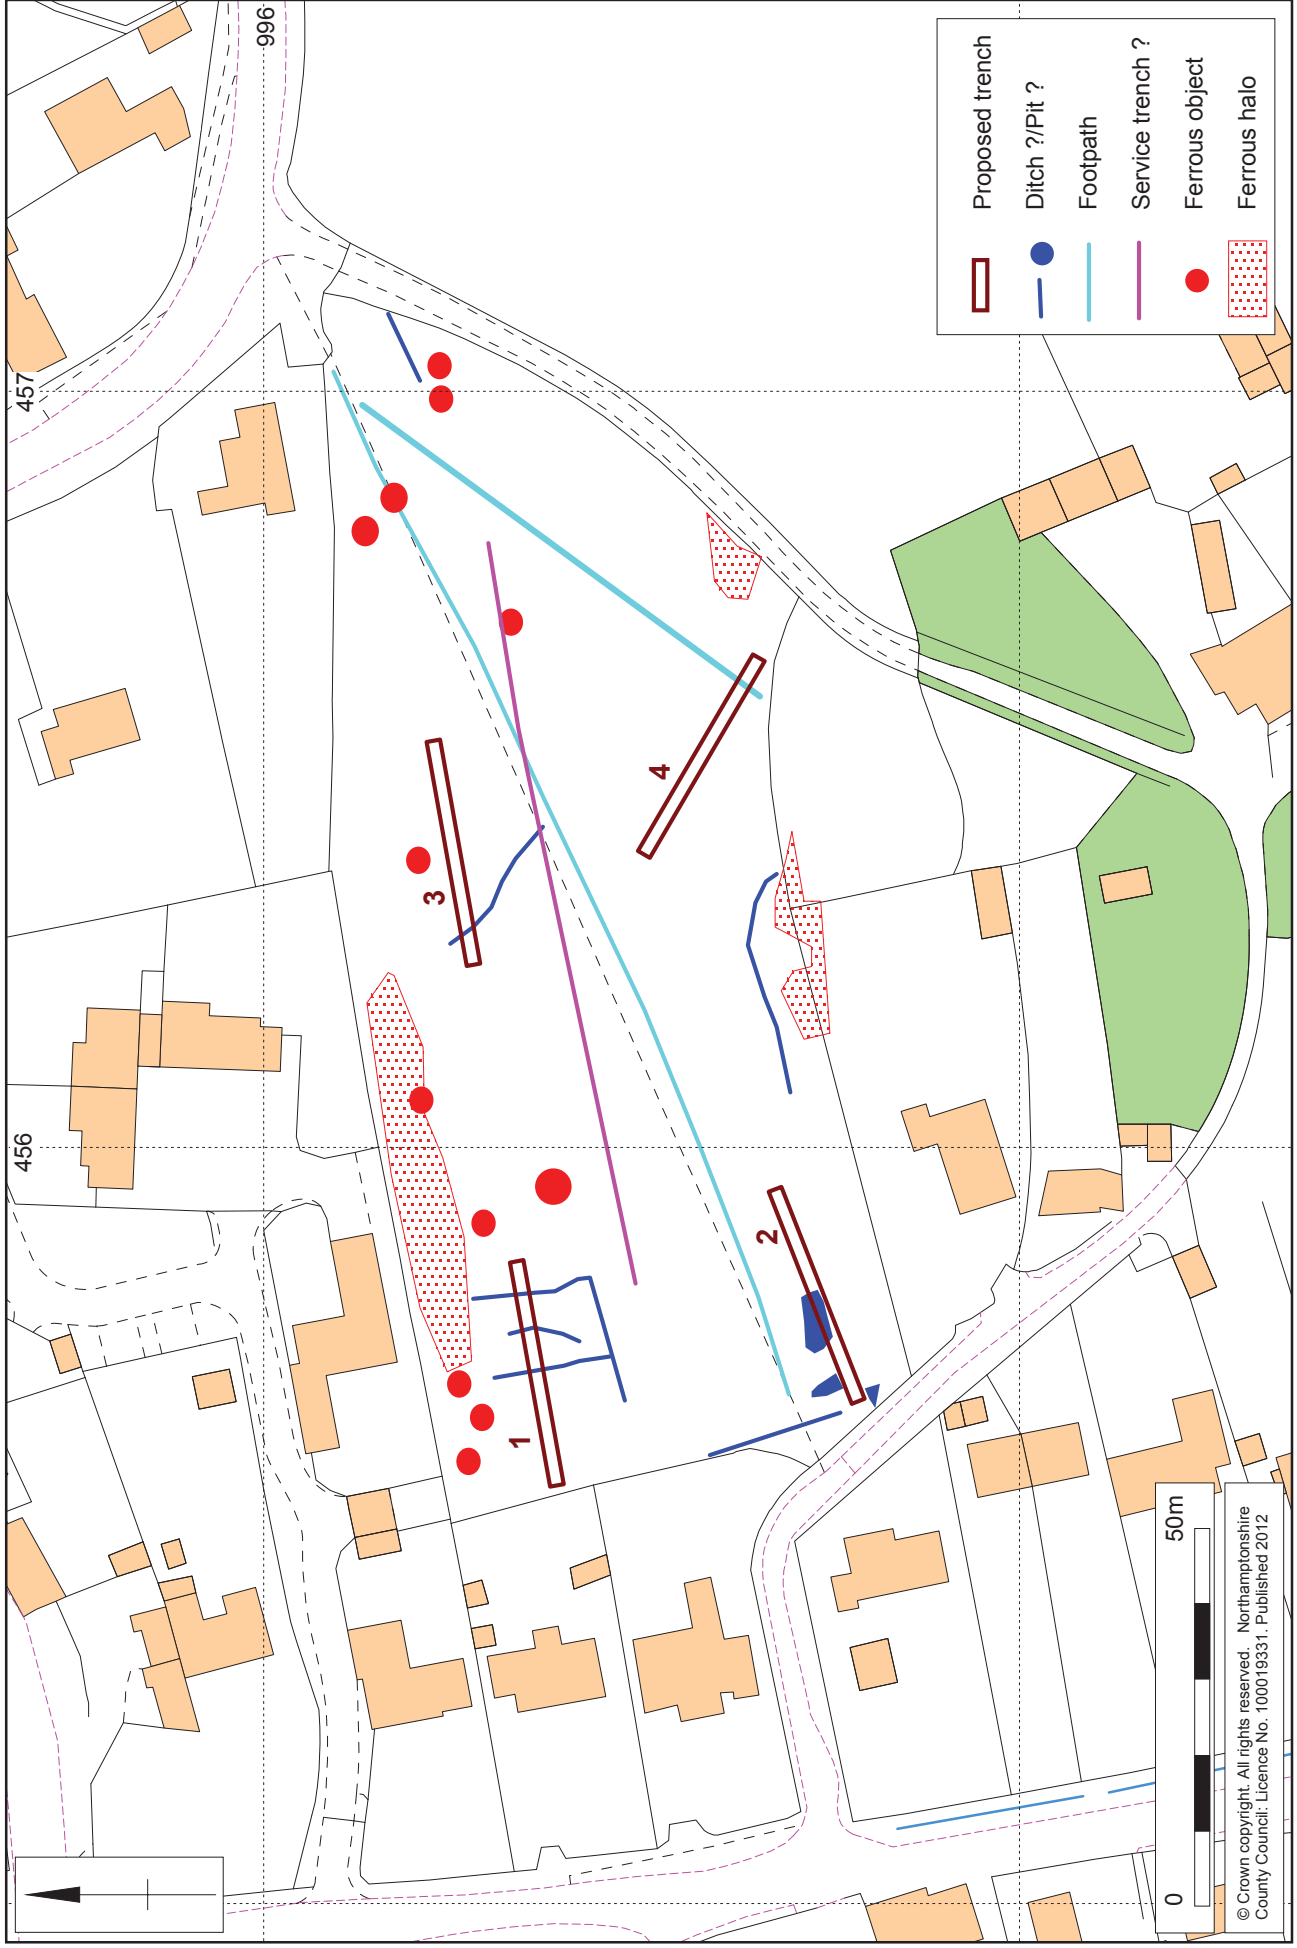 456
457
996
1
2
3
4
Proposed trench
Ditch ?/Pit ?
Footpath
Service trench ?
Ferrous object
Ferrous halo
0
50m
© Crown copyright. All rights reserved. Northamptonshire
County Council: Licence No. 100019331. Published 2012